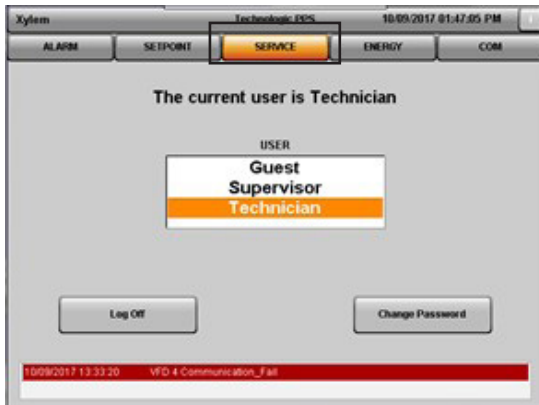 Xylem Technologic PPS 10/09/2017 01:47:05 PM
ALARM SETPOINT SERVICE ENERGY COM
The current user is Technician
USER
Guest
Supervisor
Technician
Log Off Change Password
10/09/2017 13:33:20 VFD 4 Communication_Fail